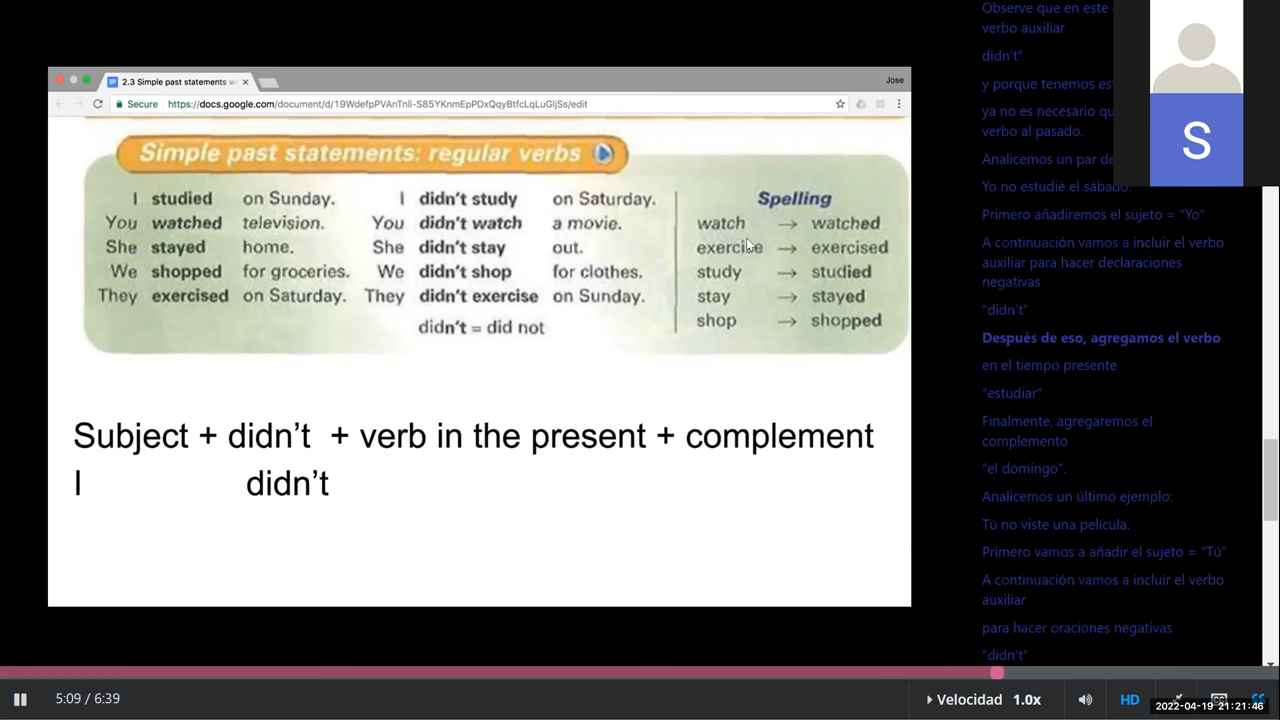 2.3 Simple past statements w
Jose
Secure https://docs.google.com/document/d/19WdefpPVAnTnli-S85YKnmEpPDxQqyBtfcLqLuGljSs/edit
Simple past statements: regular verbs
I studied on Sunday. I didn't study on Saturday. Spelling
You watched television. You didn't watch a movie. watch → watched
She stayed home. She didn't stay out. exercise → exercised
We shopped for groceries. We didn't shop for clothes. study → studied
They exercised on Saturday. They didn't exercise on Sunday. stay → stayed
didn't = did not shop → shopped
Subject + didn’t + verb in the present + complement
I didn’t
Observe que en este
verbo auxiliar
didn't"
y porque tenemos
ya no es necesario
verbo al pasado.
Analicemos un par
Yo no estudié el sábado.
Primero añadiremos el sujeto = "Yo"
A continuación vamos a incluir el verbo
auxiliar para hacer declaraciones
negativas
"didn't"
Después de eso, agregamos el verbo
en el tiempo presente
"estudiar"
Finalmente, agregaremos el
complemento
"el domingo".
Analicemos un último ejemplo:
Tú no viste una película.
Primero vamos a añadir el sujeto = "Tú"
A continuación vamos a incluir el verbo
auxiliar
para hacer oraciones negativas
"didn't"
S
5:09 / 6:39
Velocidad 1.0x
HD
2022-04-19 21:21:46